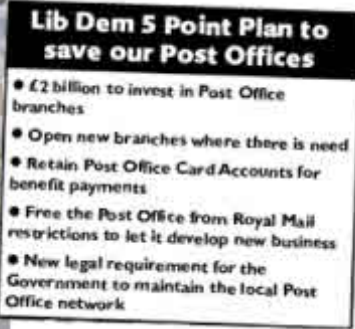 Lib Dem 5 Point Plan to
save our Post Offices
• £2 billion to invest in Post Office
branches
• Open new branches where there is need
• Retain Post Office Card Accounts for
benefit payments
• Free the Post Office from Royal Mail
restrictions to let it develop new business
• New legal requirement for the
Government to maintain the local Post
Office network